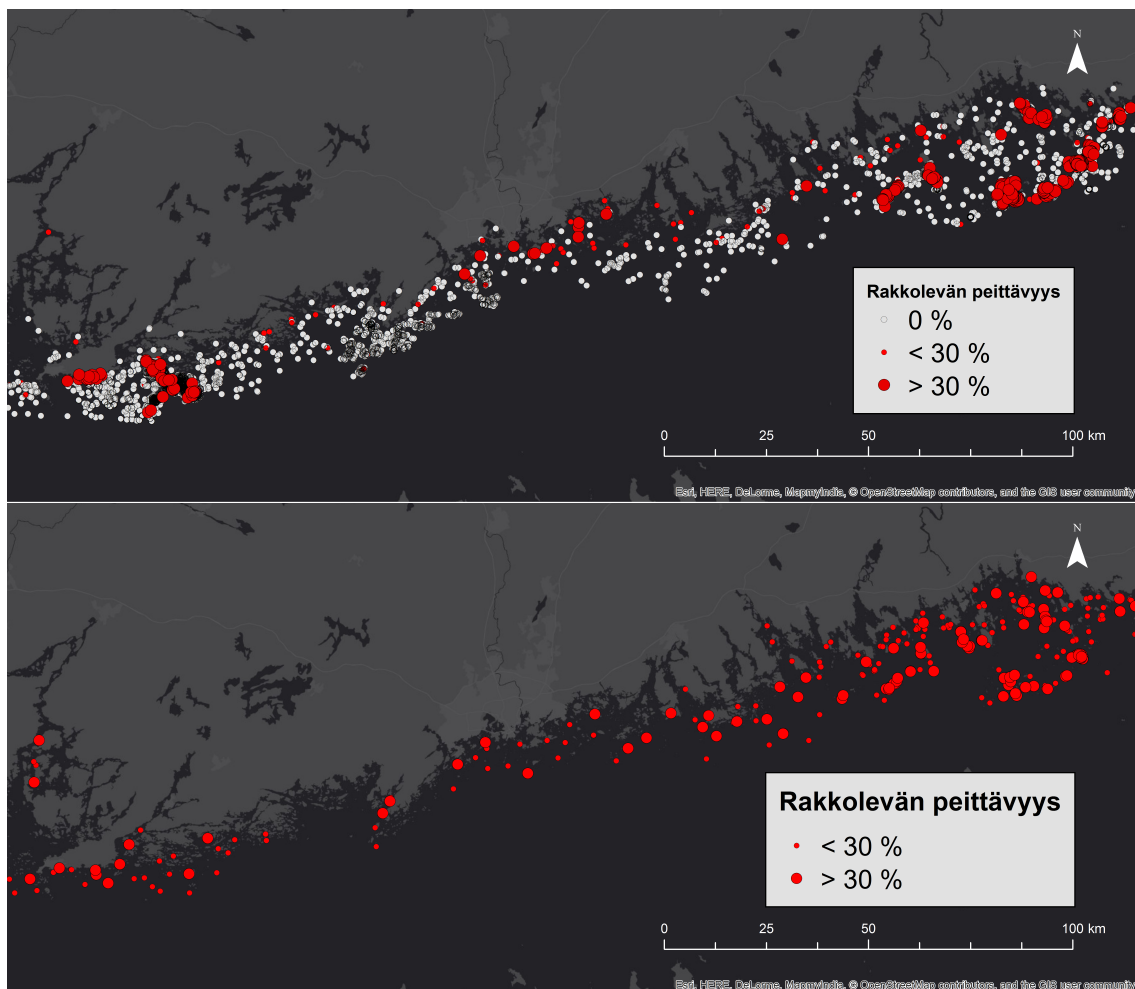 N
Rakkolevän peittävyys
0 %
< 30 %
> 30 %
0 25 50 100 km
Esri, HERE, DeLorme, MapmyIndia, © OpenStreetMap contributors, and the GIS user community
N
Rakkolevän peittävyys
< 30 %
> 30 %
0 25 50 100 km
Esri, HERE, DeLorme, MapmyIndia, © OpenStreetMap contributors, and the GIS user community